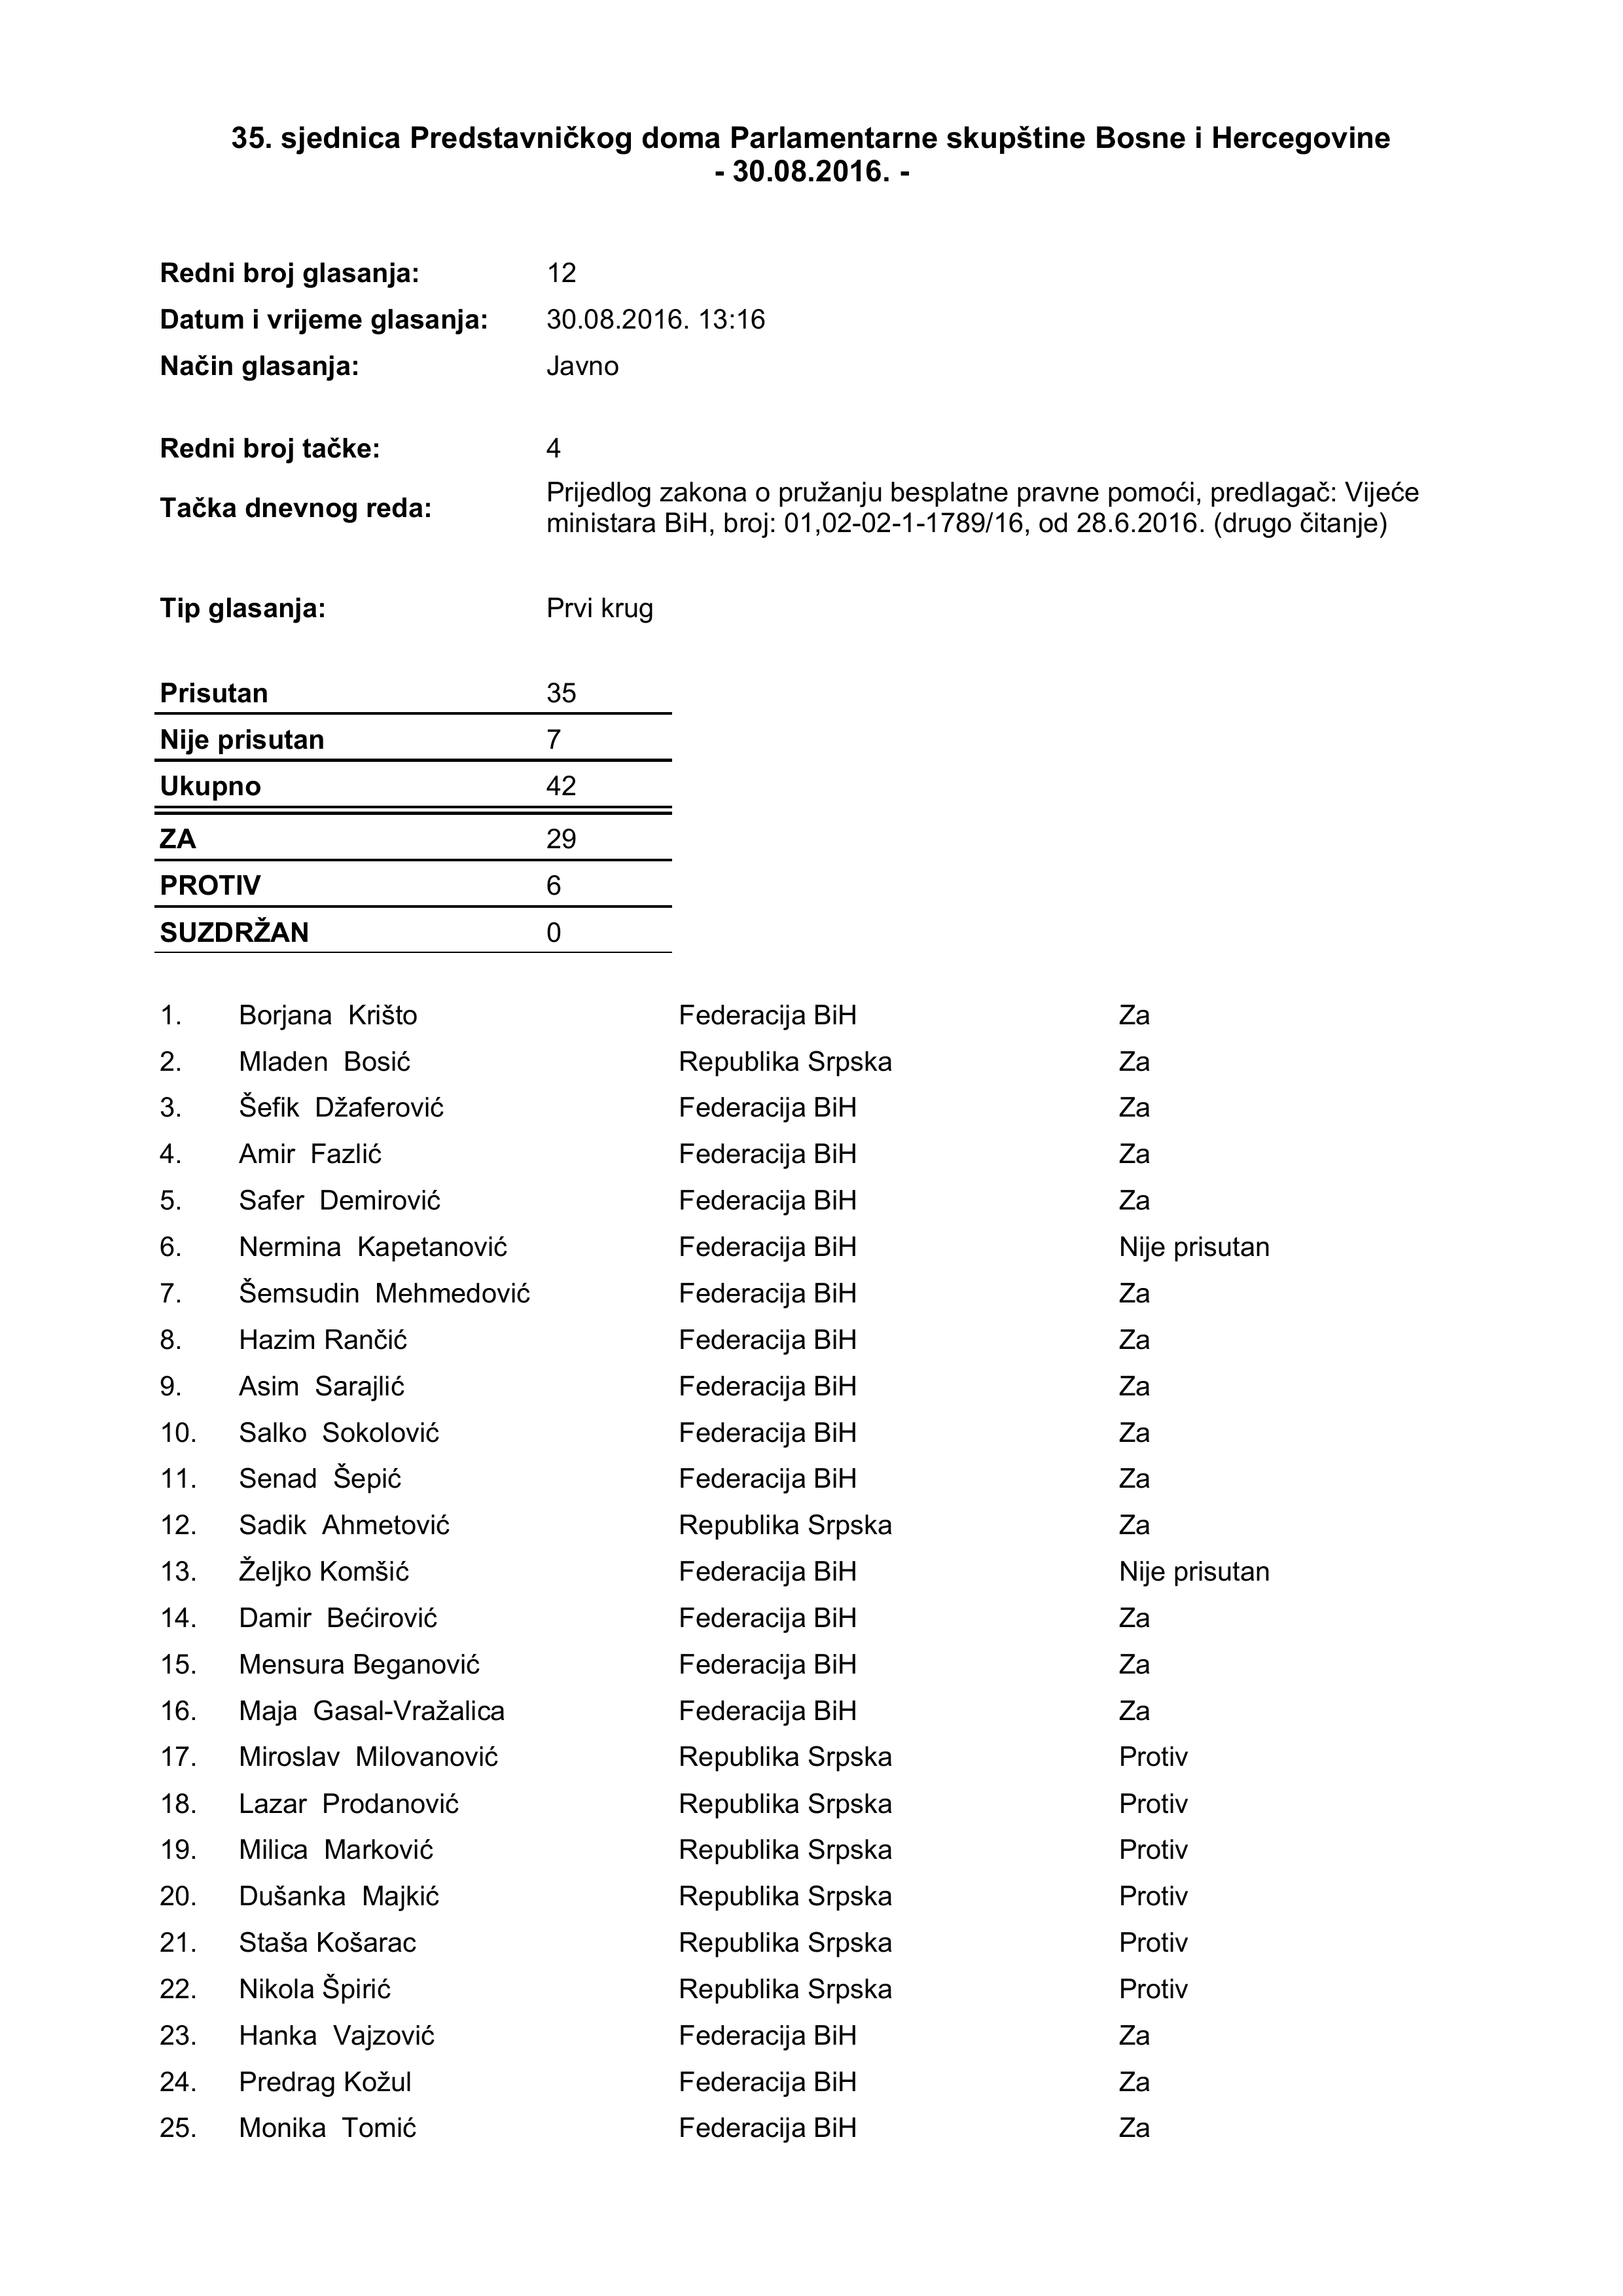 35. sjednica Predstavničkog doma Parlamentarne skupštine Bosne i Hercegovine
- 30.08.2016. -
Redni broj glasanja: 12
Datum i vrijeme glasanja: 30.08.2016. 13:16
Način glasanja: Javno
Redni broj tačke: 4
Tačka dnevnog reda: Prijedlog zakona o pružanju besplatne pravne pomoći, predlagač: Vijeće
ministara BiH, broj: 01,02-02-1-1789/16, od 28.6.2016. (drugo čitanje)
Tip glasanja: Prvi krug
Prisutan 35
Nije prisutan 7
Ukupno 42
ZA 29
PROTIV 6
SUZDRŽAN 0
1. Borjana Krišto Federacija BiH Za
2. Mladen Bosić Republika Srpska Za
3. Šefik Džaferović Federacija BiH Za
4. Amir Fazlić Federacija BiH Za
5. Safer Demirović Federacija BiH Za
6. Nermina Kapetanović Federacija BiH Nije prisutan
7. Šemsudin Mehmedović Federacija BiH Za
8. Hazim Rančić Federacija BiH Za
9. Asim Sarajlić Federacija BiH Za
10. Salko Sokolović Federacija BiH Za
11. Senad Šepić Federacija BiH Za
12. Sadik Ahmetović Republika Srpska Za
13. Željko Komšić Federacija BiH Nije prisutan
14. Damir Bećirović Federacija BiH Za
15. Mensura Beganović Federacija BiH Za
16. Maja Gasal-Vražalica Federacija BiH Za
17. Miroslav Milovanović Republika Srpska Protiv
18. Lazar Prodanović Republika Srpska Protiv
19. Milica Marković Republika Srpska Protiv
20. Dušanka Majkić Republika Srpska Protiv
21. Staša Košarac Republika Srpska Protiv
22. Nikola Špirić Republika Srpska Protiv
23. Hanka Vajzović Federacija BiH Za
24. Predrag Kožul Federacija BiH Za
25. Monika Tomić Federacija BiH Za